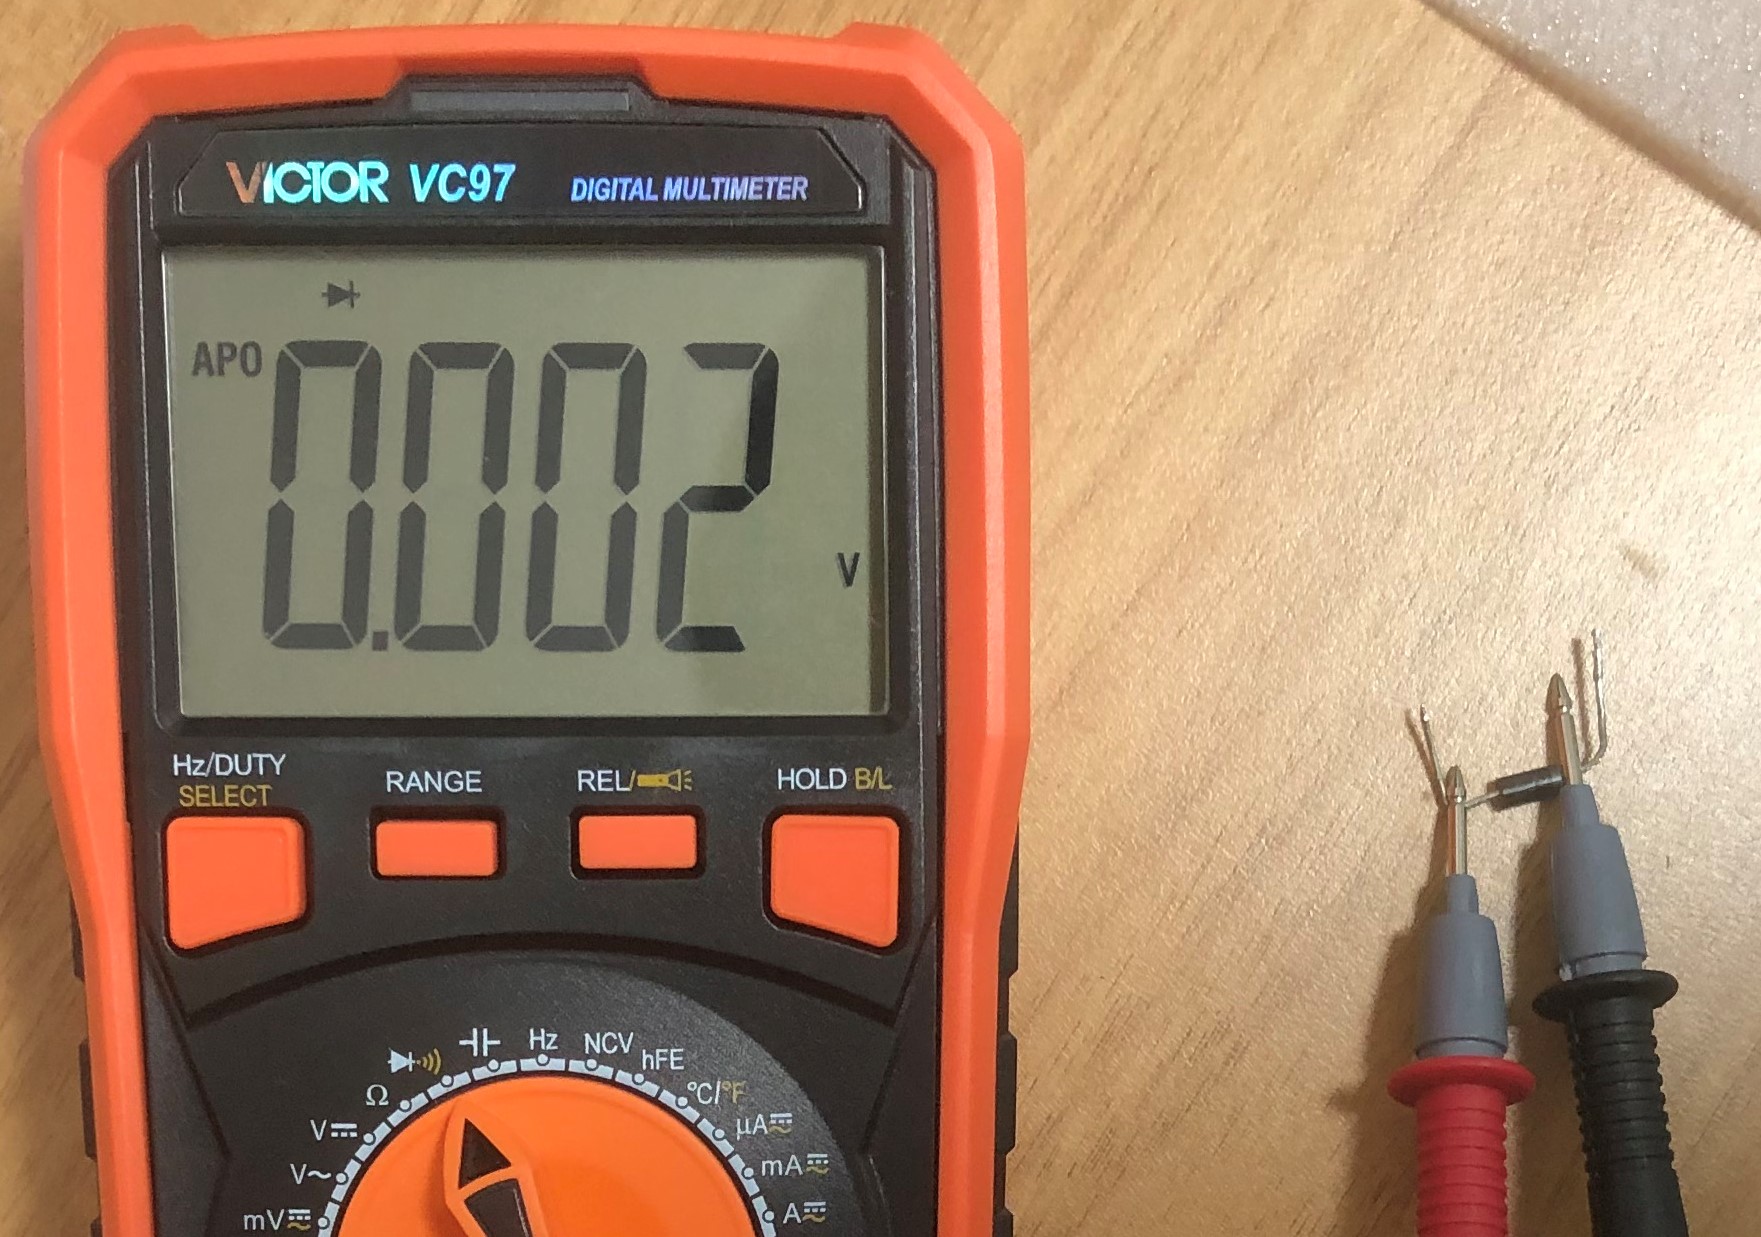 VICTOR VC97 DIGITAL MULTIMETER
APO
0.002
V
Hz/DUTY
SELECT
RANGE
REL/
HOLD B/L
Hz
NCV
hFE
Ω
°C/°F
V
μA
V~
mA
mV
A